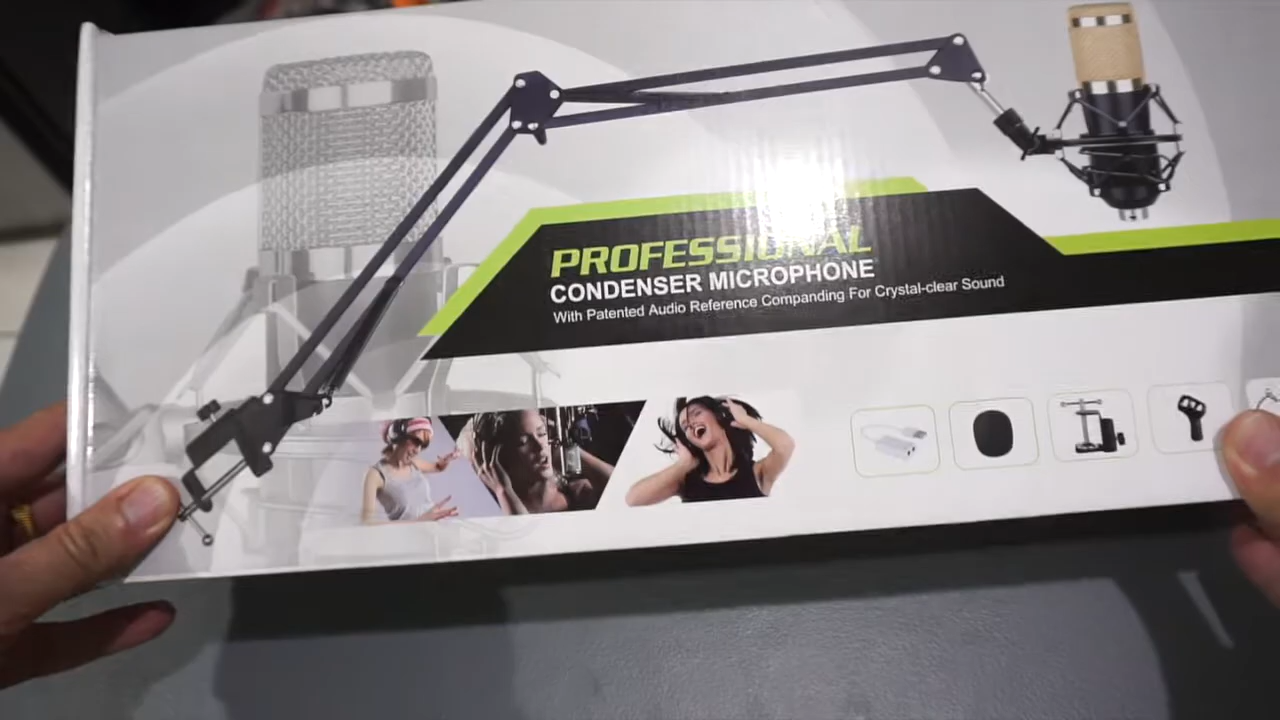 PROFESSIONAL
CONDENSER MICROPHONE
With Patented Audio Reference Companding For Crystal-clear Sound